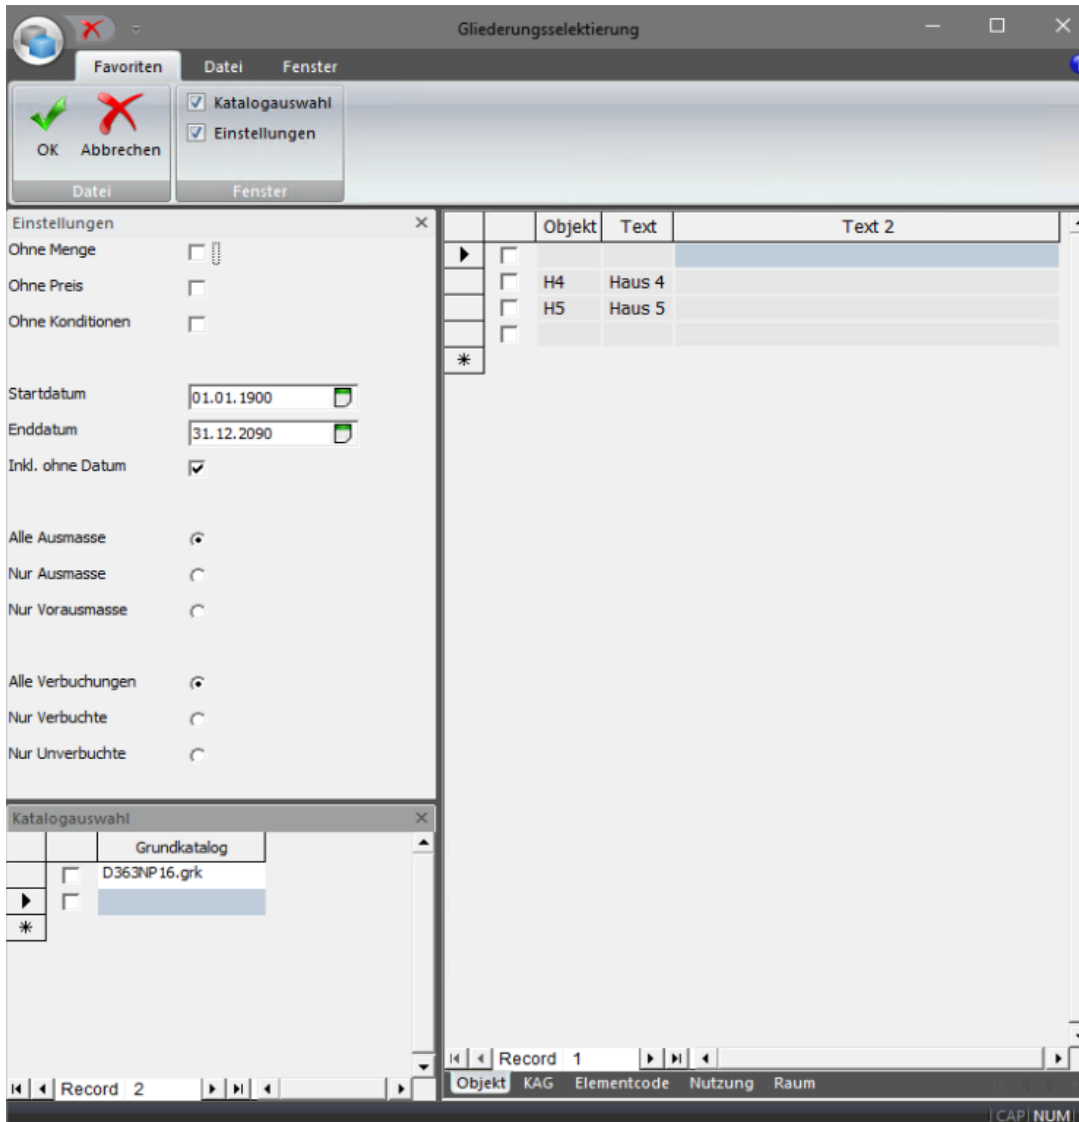 Gliederungsselektierung
Favoriten Datei Fenster
Katalogauswahl
Einstellungen
OK Abbrechen
Datei Fenster
Einstellungen
Ohne Menge
Ohne Preis
Ohne Konditionen
Startdatum 01.01.1900
Enddatum 31.12.2090
Inkl. ohne Datum
Alle Ausmasse
Nur Ausmasse
Nur Vorausmasse
Alle Verbuchungen
Nur Verbuchte
Nur Unverbuchte
Katalogauswahl
Grundkatalog
D363NP16.grk
Record 2
Objekt Text Text 2
H4 Haus 4
H5 Haus 5
Record 1
Objekt KAG Elementcode Nutzung Raum
CAP NUM